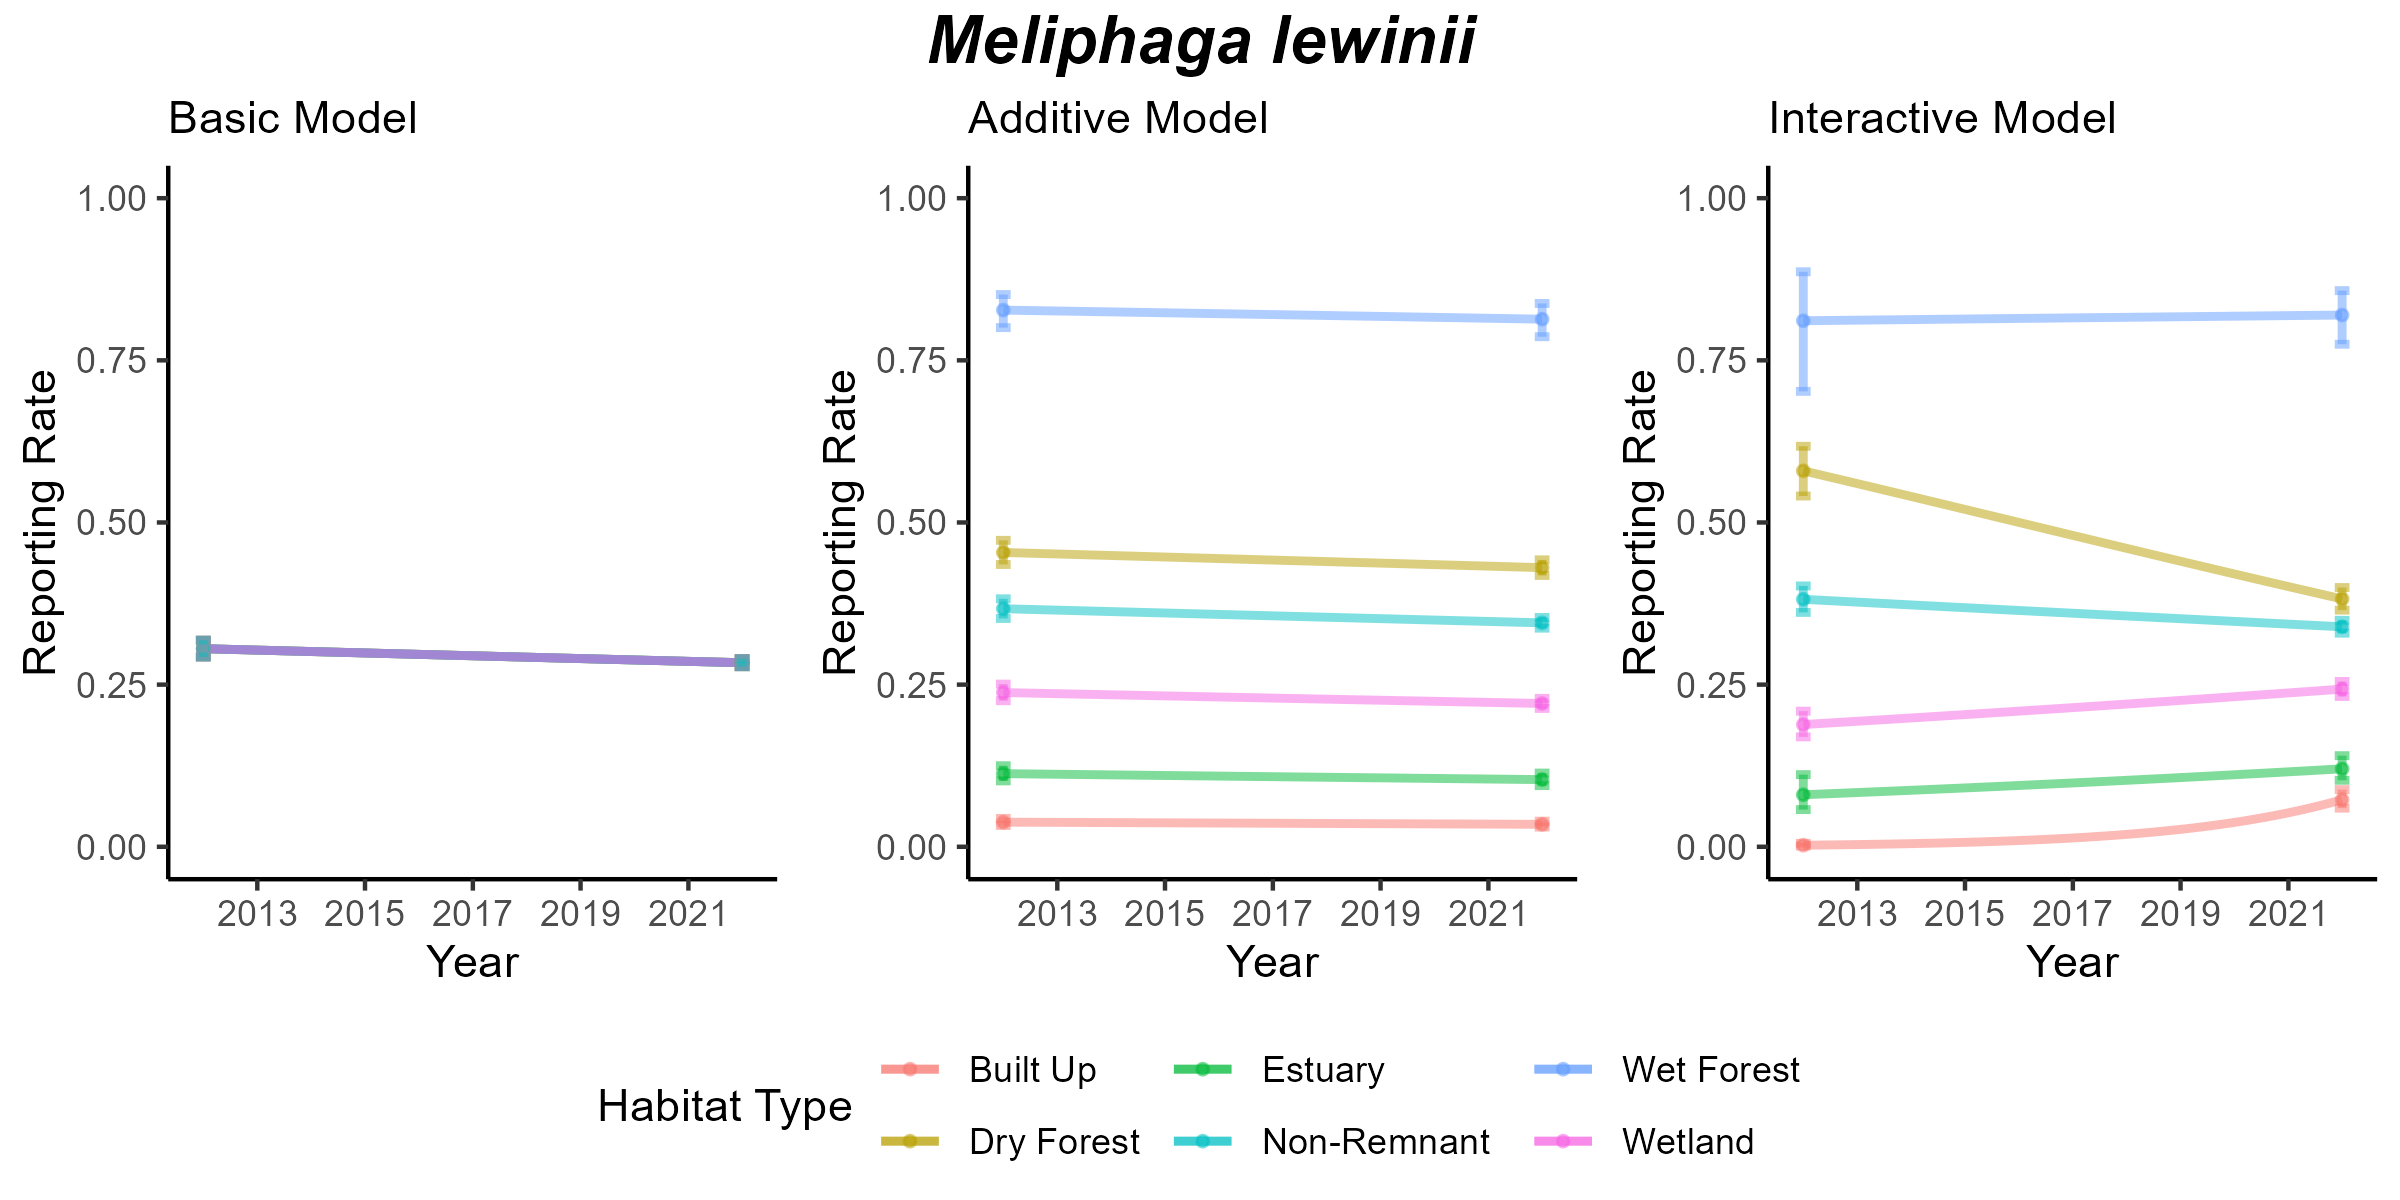 Meliphaga lewinii
Basic Model
Additive Model
Interactive Model
Reporting Rate
1.00
0.75
0.50
0.25
0.00
2013 2015 2017 2019 2021
Year
Reporting Rate
1.00
0.75
0.50
0.25
0.00
2013 2015 2017 2019 2021
Year
Reporting Rate
1.00
0.75
0.50
0.25
0.00
2013 2015 2017 2019 2021
Year
Habitat Type
Built Up
Estuary
Wet Forest
Dry Forest
Non-Remnant
Wetland